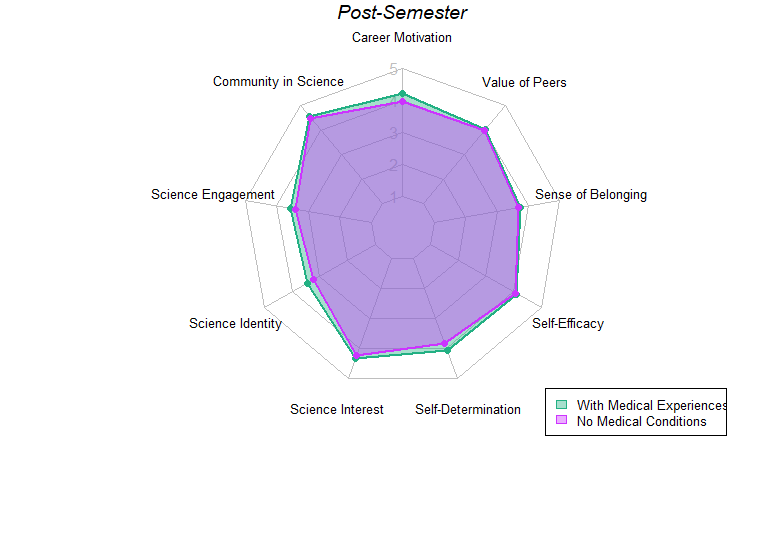 Post-Semester
Career Motivation
5
Community in Science
Value of Peers
3
2
Science Engagement
1
Sense of Belonging
Science Identity
Self-Efficacy
Science Interest
Self-Determination
With Medical Experiences
No Medical Conditions